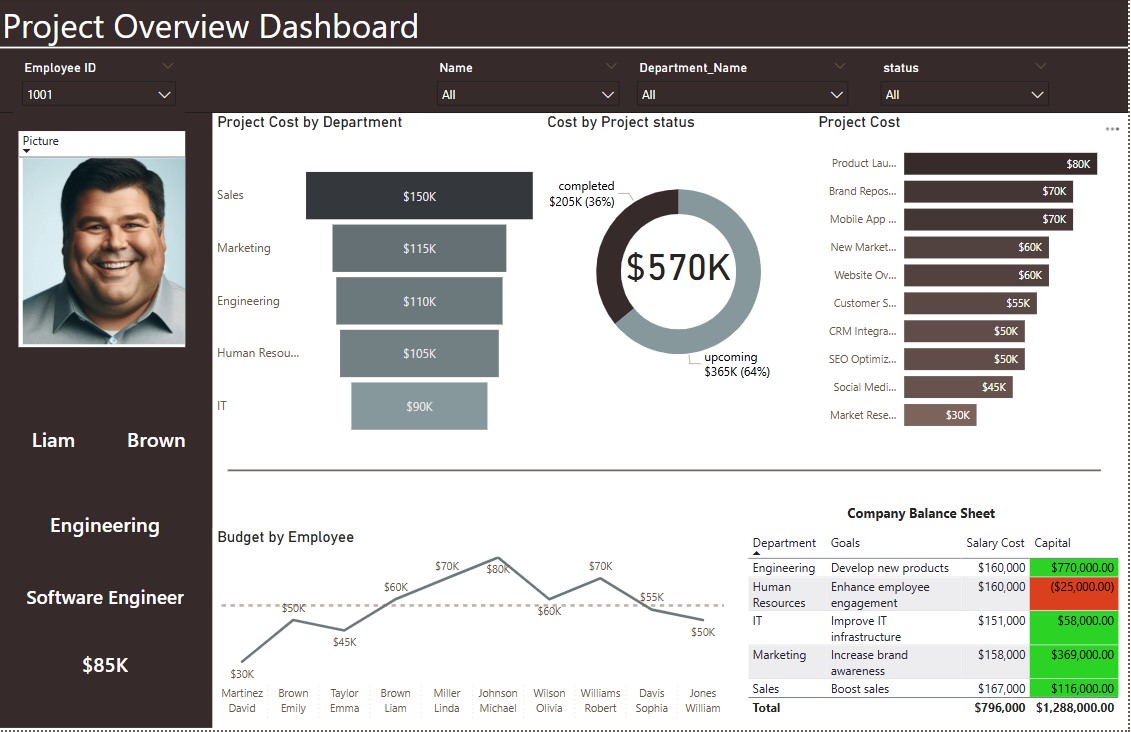 Project Overview Dashboard
Employee ID
1001
Name
All
Department_Name
All
status
All
Picture
Liam Brown
Engineering
Software Engineer
$85K
Project Cost by Department
Sales $150K
Marketing $115K
Engineering $110K
Human Resou... $105K
IT $90K
Cost by Project status
completed
$205K (36%)
$570K
upcoming
$365K (64%)
Project Cost
Product Lau... $80K
Brand Repos... $70K
Mobile App ... $70K
New Market... $60K
Website Ov... $60K
Customer S... $55K
CRM Integra... $50K
SEO Optimiz... $50K
Social Medi... $45K
Market Rese... $30K
Budget by Employee
$30K $50K $45K $60K $70K $80K $60K $70K $55K $50K
Martinez Brown Taylor Brown Miller Johnson Wilson Williams Davis Jones
David Emily Emma Liam Linda Michael Olivia Robert Sophia William
Company Balance Sheet
Department Goals Salary Cost Capital
Engineering Develop new products $160,000 $770,000.00
Human Enhance employee $160,000 ($25,000.00)
Resources engagement
IT Improve IT $151,000 $58,000.00
infrastructure
Marketing Increase brand $158,000 $369,000.00
awareness
Sales Boost sales $167,000 $116,000.00
Total $796,000 $1,288,000.00